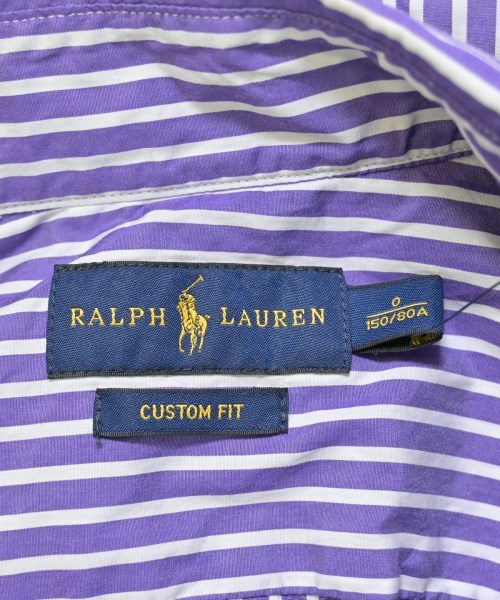 RALPH LAUREN
0
150/80A
CUSTOM FIT